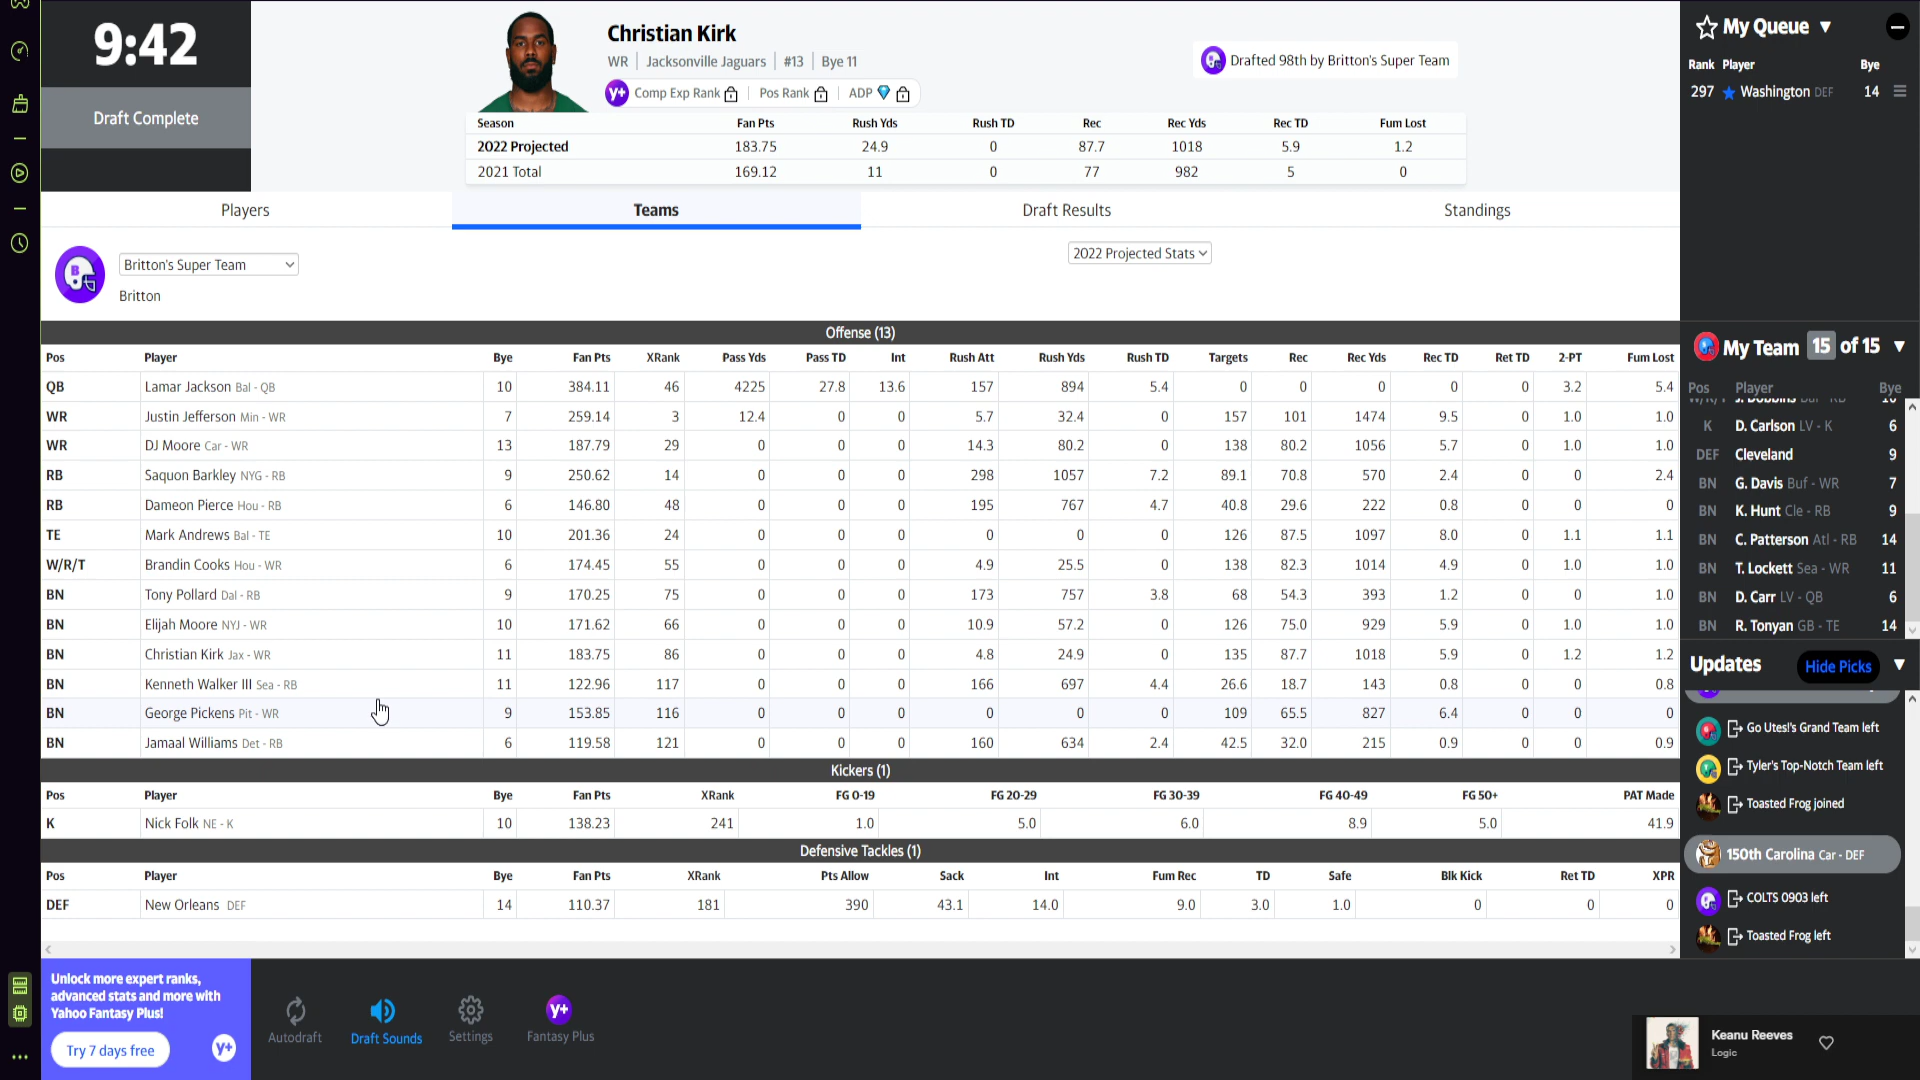 9:42
Draft Complete
Christian Kirk
WR | Jacksonville Jaguars | #13 | Bye 11
y+ Comp Exp Rank | Pos Rank | ADP
Drafted 98th by Britton's Super Team
Season Fan Pts Rush Yds Rush TD Rec Rec Yds Rec TD Fum Lost
2022 Projected 183.75 24.9 0 87.7 1018 5.9 1.2
2021 Total 169.12 11 0 77 982 5 0
Players Teams Draft Results Standings
B Britton's Super Team
Britton
2022 Projected Stats
Offense (13)
Pos Player Bye Fan Pts XRank Pass Yds Pass TD Int Rush Att Rush Yds Rush TD Targets Rec Rec Yds Rec TD Ret TD 2-PT Fum Lost
QB Lamar Jackson Bal - QB 10 384.11 46 4225 27.8 13.6 157 894 5.4 0 0 0 0 0 3.2 5.4
WR Justin Jefferson Min - WR 7 259.14 3 12.4 0 0 5.7 32.4 0 157 101 1474 9.5 0 1.0 1.0
WR DJ Moore Car - WR 13 187.79 29 0 0 0 14.3 80.2 0 138 80.2 1056 5.7 0 1.0 1.0
RB Saquon Barkley NYG - RB 9 250.62 14 0 0 0 298 1057 7.2 89.1 70.8 570 2.4 0 0 2.4
RB Dameon Pierce Hou - RB 6 146.80 48 0 0 0 195 767 4.7 40.8 29.6 222 0.8 0 0 0
TE Mark Andrews Bal - TE 10 201.36 24 0 0 0 0 0 0 126 87.5 1097 8.0 0 1.1 1.1
W/R/T Brandin Cooks Hou - WR 6 174.45 55 0 0 0 4.9 25.5 0 138 82.3 1014 4.9 0 1.0 1.0
BN Tony Pollard Dal - RB 9 170.25 75 0 0 0 173 757 3.8 68 54.3 393 1.2 0 0 1.0
BN Elijah Moore NYJ - WR 10 171.62 66 0 0 0 10.9 57.2 0 126 75.0 929 5.9 0 1.0 1.0
BN Christian Kirk Jax - WR 11 183.75 86 0 0 0 4.8 24.9 0 135 87.7 1018 5.9 0 1.2 1.2
BN Kenneth Walker III Sea - RB 11 122.96 117 0 0 0 166 697 4.4 26.6 18.7 143 0.8 0 0 0.8
BN George Pickens Pit - WR 9 153.85 116 0 0 0 0 0 0 109 65.5 827 6.4 0 0 0
BN Jamaal Williams Det - RB 6 119.58 121 0 0 0 160 634 2.4 42.5 32.0 215 0.9 0 0 0.9
Kickers (1)
Pos Player Bye Fan Pts XRank FG 0-19 FG 20-29 FG 30-39 FG 40-49 FG 50+ PAT Made
K Nick Folk NE - K 10 138.23 241 1.0 5.0 6.0 8.9 5.0 41.9
Defensive Tackles (1)
Pos Player Bye Fan Pts XRank Pts Allow Sack Int Fum Rec TD Safe Blk Kick Ret TD XPR
DEF New Orleans DEF 14 110.37 181 390 43.1 14.0 9.0 3.0 1.0 0 0 0
My Queue
Rank Player Bye
297 Washington DEF 14
My Team 15 of 15
Pos Player Bye
W/R/T J. Dobbins Bal - RB 10
K D. Carlson LV - K 6
DEF Cleveland 9
BN G. Davis Buf - WR 7
BN K. Hunt Cle - RB 9
BN C. Patterson Atl - RB 14
BN T. Lockett Sea - WR 11
BN D. Carr LV - QB 6
BN R. Tonyan GB - TE 14
Updates Hide Picks
Go Utes!'s Grand Team left
Tyler's Top-Notch Team left
Toasted Frog joined
150th Carolina Car - DEF
COLTS 0903 left
Toasted Frog left
Unlock more expert ranks,
advanced stats and more with
Yahoo Fantasy Plus!
Try 7 days free y+
Autodraft
Draft Sounds
Settings
y+
Fantasy Plus
Keanu Reeves
Logic